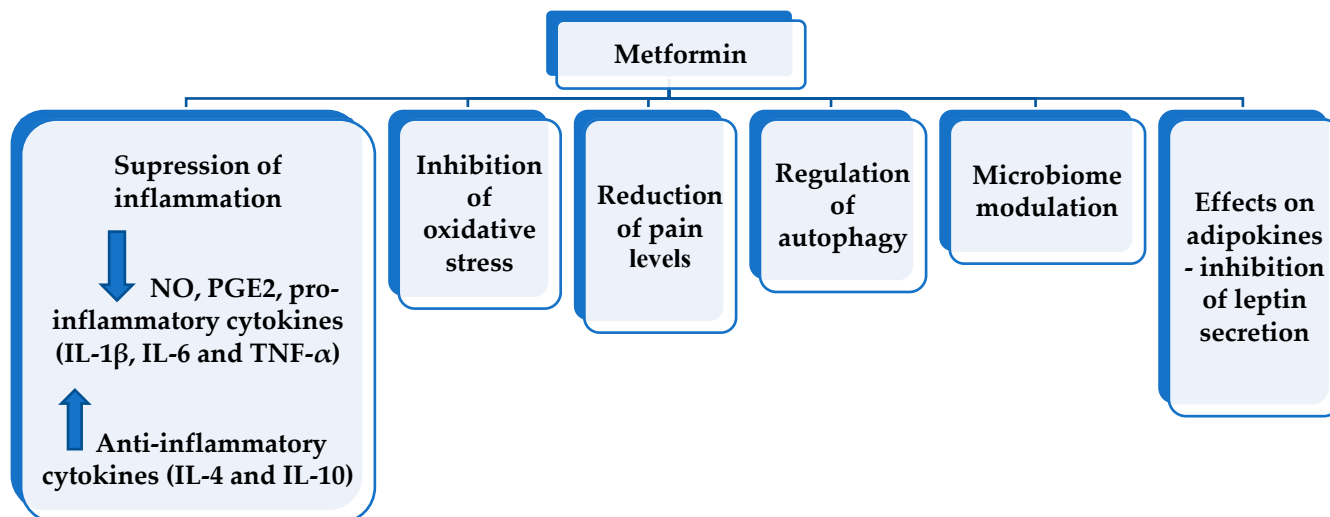 Metformin
Supression of
inflammation
NO, PGE2, pro-
inflammatory cytokines
(IL-1β, IL-6 and TNF-α)
Anti-inflammatory
cytokines (IL-4 and IL-10)
Inhibition
of
oxidative
stress
Reduction
of pain
levels
Regulation
of
autophagy
Microbiome
modulation
Effects on
adipokines
- inhibition
of leptin
secretion